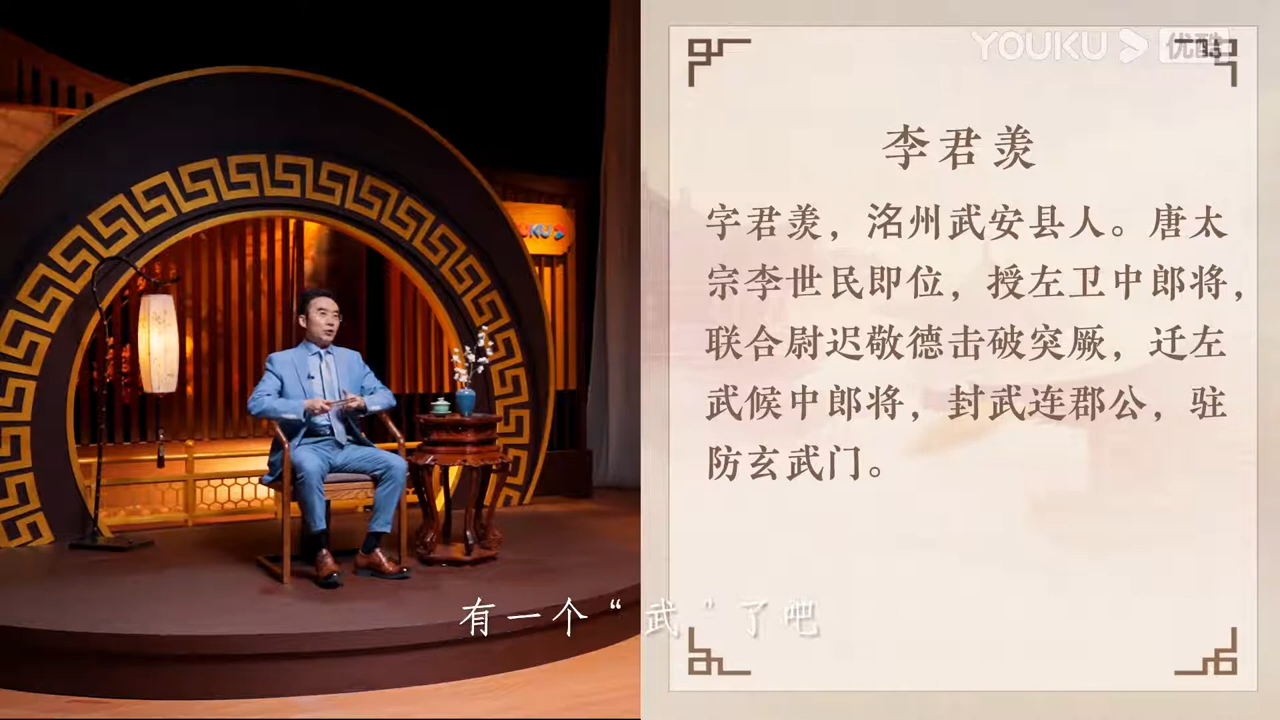 YOUKU 优酷
UKU
李君羡
字君羡，洺州武安县人。唐太
宗李世民即位，授左卫中郎将，
联合尉迟敬德击破突厥，迁左
武候中郎将，封武连郡公，驻
防玄武门。
有一个“武”了吧